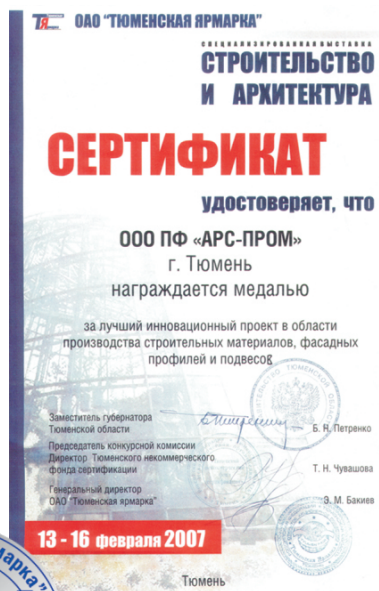 ТЯ ОАО "ТЮМЕНСКАЯ ЯРМАРКА"
СПЕЦИАЛИЗИРОВАННАЯ ВЫСТАВКА
СТРОИТЕЛЬСТВО
И АРХИТЕКТУРА
СЕРТИФИКАТ
удостоверяет, что
ООО ПФ «АРС-ПРОМ»
г. Тюмень
награждается медалью
за лучший инновационный проект в области
производства строительных материалов, фасадных
профилей и подвесов
Заместитель губернатора
Тюменской области
Б. Я. Петренко
Председатель конкурсной комиссии
Директор Тюменского некоммерческого
фонда сертификации
Т. Н. Чувашова
Генеральный директор
ОАО "Тюменская ярмарка"
Э. М. Бакиев
13 - 16 февраля 2007
Тюмень